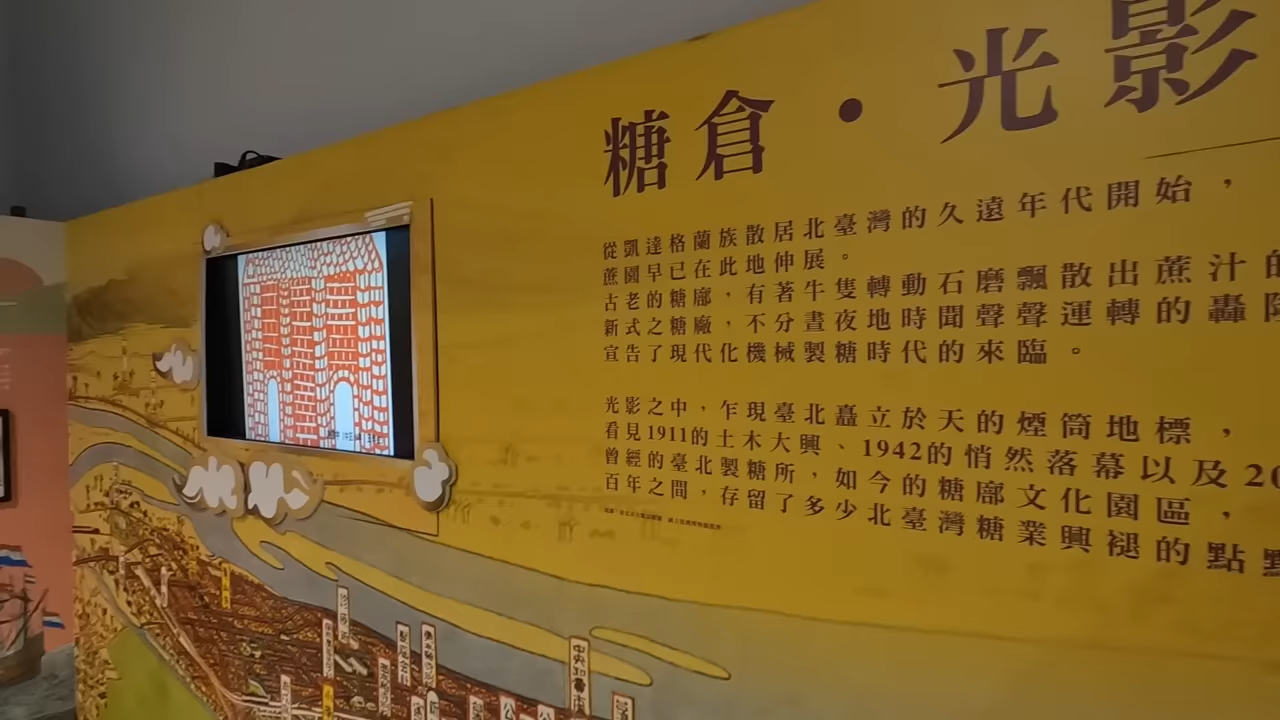 糖倉・光影
從凱達格蘭族散居北臺灣的久遠年代開始，
蔗園早已在此地伸展。
古老的糖廍，有著牛隻轉動石磨飄散出蔗汁的
新式之糖廠，不分晝夜地時聞聲聲運轉的轟隆
宣告了現代化機械製糖時代的來臨。
光影之中，乍現臺北矗立於天的煙筒地標，
看見1911的土木大興、1942的悄然落幕以及20
曾經的臺北製糖所，如今的糖廍文化園區，
百年之間，存留了多少北臺灣糖業興褪的點點